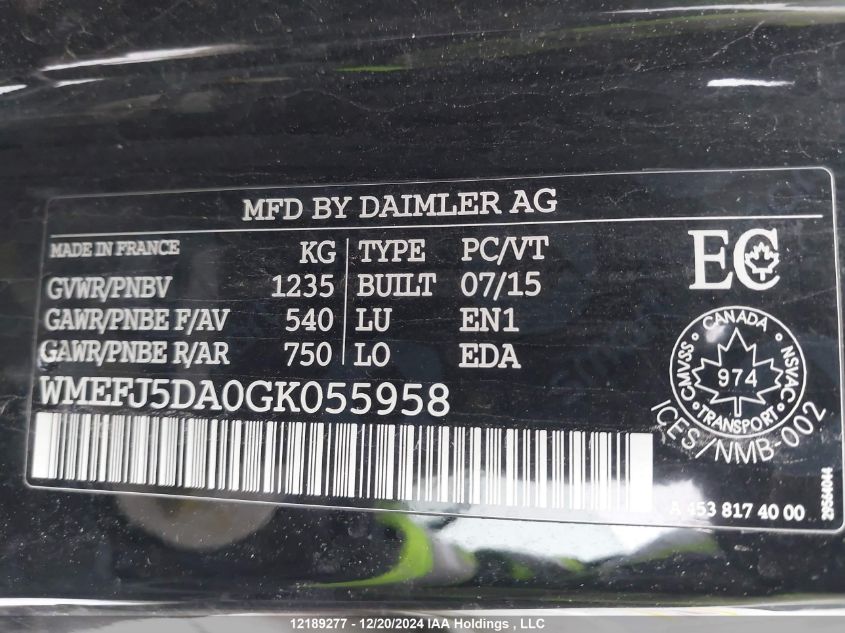 MFD BY DAIMLER AG
MADE IN FRANCE KG TYPE PC/VT
GVWR/PNBV 1235 BUILT 07/15
GAWR/PNBE F/AV 540 LU EN1
GAWR/PNBE R/AR 750 LO EDA
WMEFJ5DA0GK055958
EC
CANADA
CMVSS 974 NSVAC
TRANSPORT
ICES/NMB-002
A 453 817 40 00
29564044
12189277 - 12/20/2024 IAA Holdings , LLC